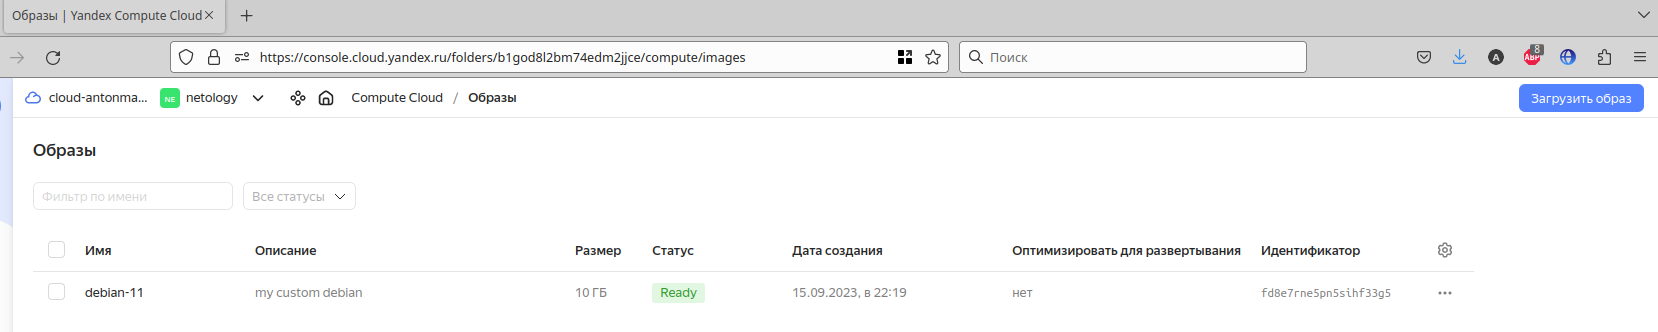 Образы | Yandex Compute Cloud
https://console.cloud.yandex.ru/folders/b1god8l2bm74edm2jjce/compute/images
Поиск
A
ABP
8
cloud-antonma...
NE
netology
Compute Cloud / Образы
Загрузить образ
Образы
Фильтр по имени
Все статусы
Имя Описание Размер Статус Дата создания Оптимизировать для развертывания Идентификатор
debian-11 my custom debian 10 ГБ Ready 15.09.2023, в 22:19 нет fd8e7rne5pn5sihf33g5